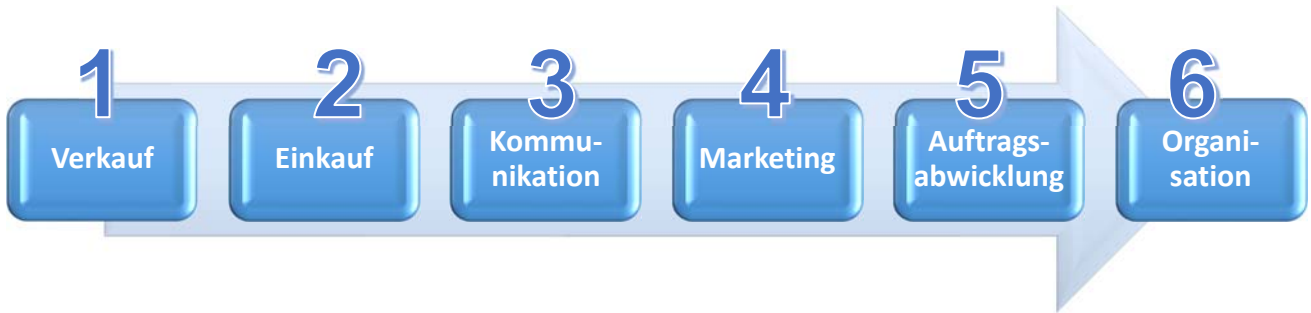 1
Verkauf
2
Einkauf
3
Kommu-
nikation
4
Marketing
5
Auftrags-
abwicklung
6
Organi-
sation